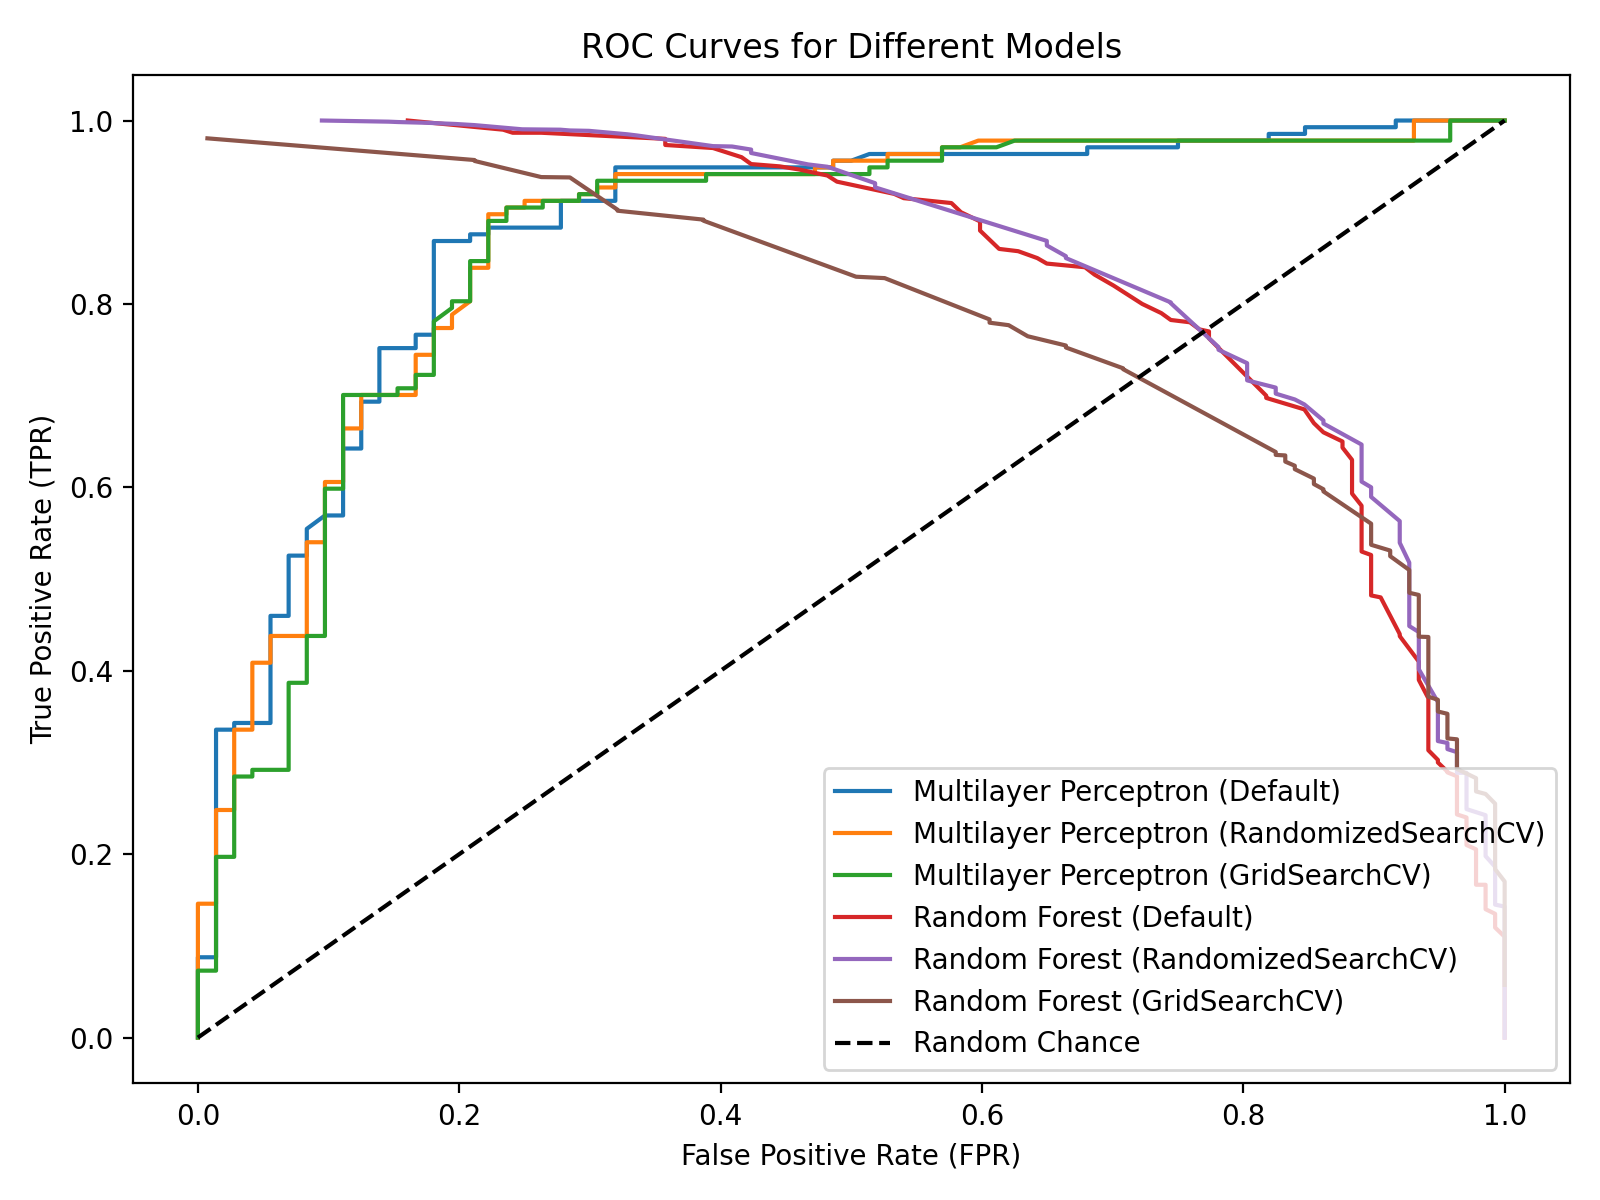 ROC Curves for Different Models
True Positive Rate (TPR)
1.0
0.8
0.6
0.4
0.2
0.0
Multilayer Perceptron (Default)
Multilayer Perceptron (RandomizedSearchCV)
Multilayer Perceptron (GridSearchCV)
Random Forest (Default)
Random Forest (RandomizedSearchCV)
Random Forest (GridSearchCV)
Random Chance
0.0 0.2 0.4 0.6 0.8 1.0
False Positive Rate (FPR)